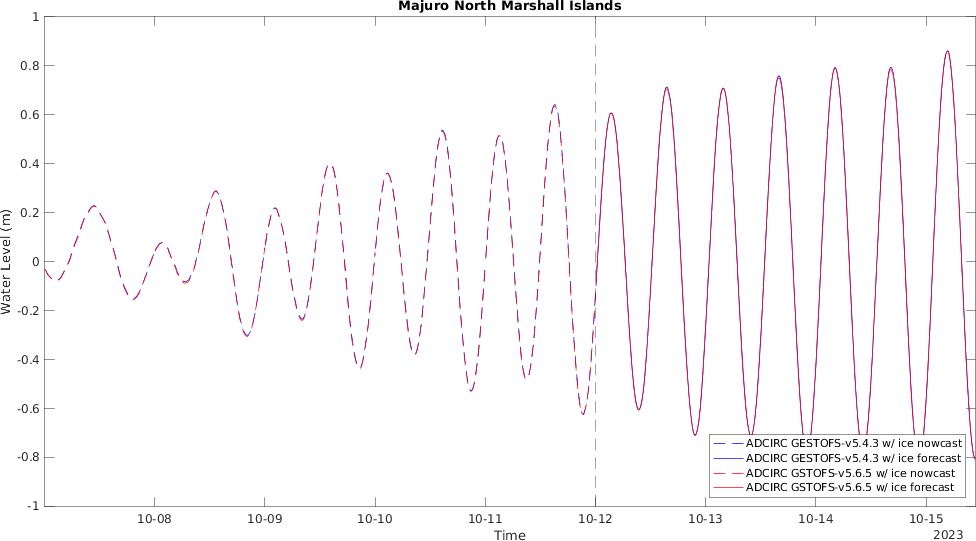 Majuro North Marshall Islands
1
0.8
0.6
0.4
0.2
0
-0.2
-0.4
-0.6
-0.8
-1
Water Level (m)
ADCIRC GESTOFS-v5.4.3 w/ ice nowcast
ADCIRC GESTOFS-v5.4.3 w/ ice forecast
ADCIRC GSTOFS-v5.6.5 w/ ice nowcast
ADCIRC GSTOFS-v5.6.5 w/ ice forecast
10-08 10-09 10-10 10-11 10-12 10-13 10-14 10-15
Time
2023